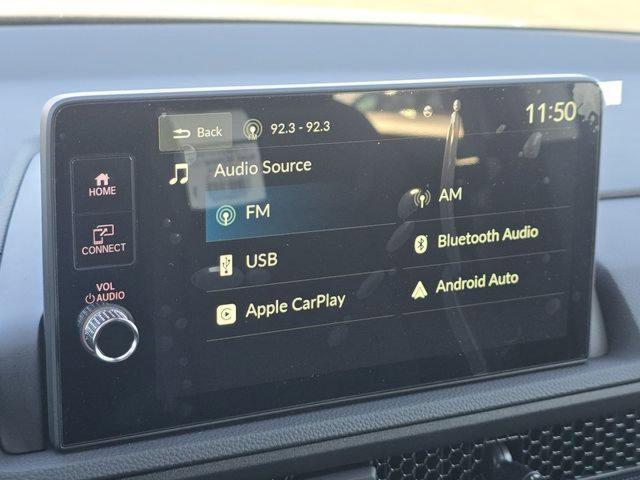 Back 92.3 - 92.3 11:50
FM
Audio Source
HOME
FM AM
CONNECT
USB Bluetooth Audio
VOL
AUDIO
Apple CarPlay Android Auto